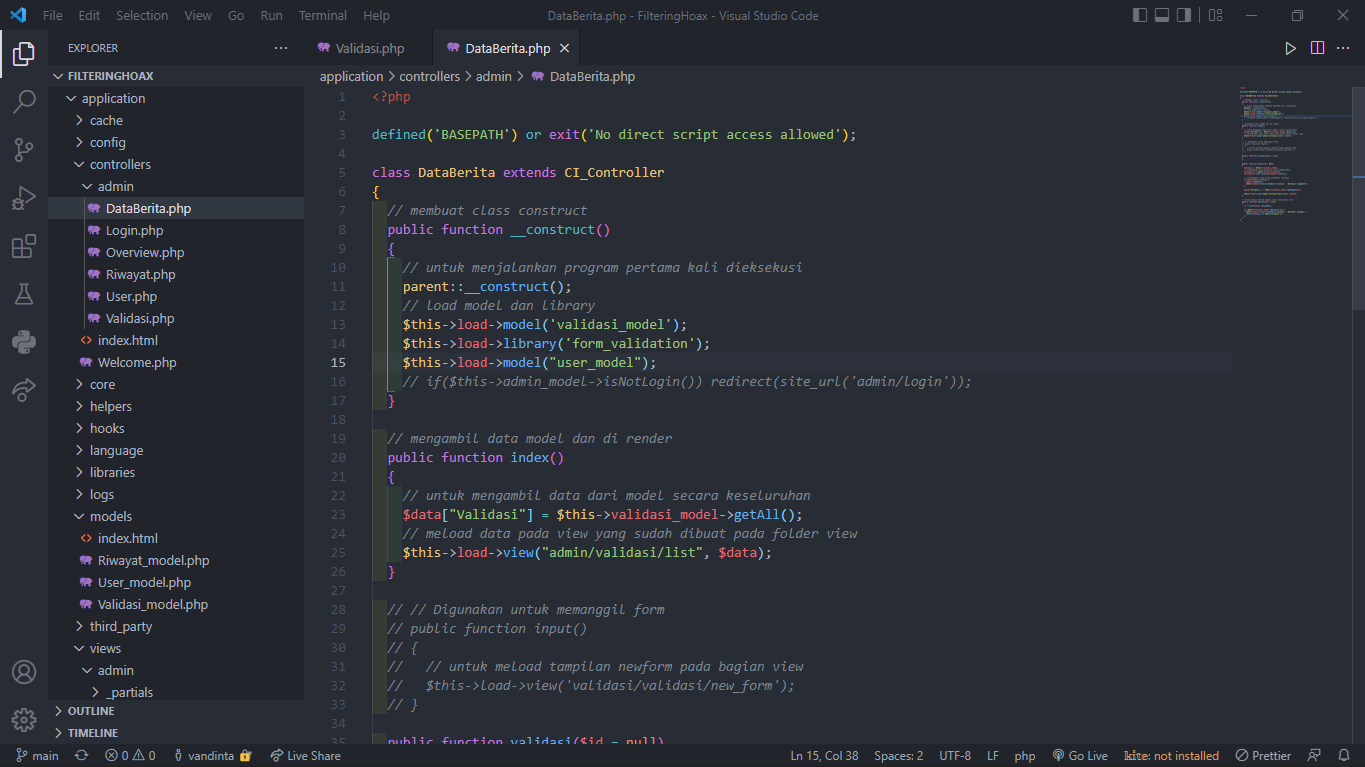 File Edit Selection View Go Run Terminal Help DataBerita.php - FilteringHoax - Visual Studio Code
EXPLORER
FILTERINGHOAX
application
cache
config
controllers
admin
DataBerita.php
Login.php
Overview.php
Riwayat.php
User.php
Validasi.php
index.html
Welcome.php
core
helpers
hooks
language
libraries
logs
models
index.html
Riwayat_model.php
User_model.php
Validasi_model.php
third_party
views
admin
_partials
OUTLINE
TIMELINE
Validasi.php DataBerita.php
application > controllers > admin > DataBerita.php
1 <?php
2
3 defined('BASEPATH') or exit('No direct script access allowed');
4
5 class DataBerita extends CI_Controller
6 {
7 // membuat class construct
8 public function __construct()
9 {
10 // untuk menjalankan program pertama kali dieksekusi
11 parent::__construct();
12 // load model dan library
13 $this->load->model('validasi_model');
14 $this->load->library('form_validation');
15 $this->load->model("user_model");
16 // if($this->admin_model->isNotLogin()) redirect(site_url('admin/login'));
17 }
18
19 // mengambil data model dan di render
20 public function index()
21 {
22 // untuk mengambil data dari model secara keseluruhan
23 $data["Validasi"] = $this->validasi_model->getAll();
24 // meload data pada view yang sudah dibuat pada folder view
25 $this->load->view("admin/validasi/list", $data);
26 }
27
28 // // Digunakan untuk memanggil form
29 // public function input()
30 // {
31 // // untuk meload tampilan newform pada bagian view
32 // $this->load->view('validasi/validasi/new_form');
33 // }
34
35 public function validasi($id = null)
main 0 0 vandinta Live Share Ln 15, Col 38 Spaces: 2 UTF-8 LF php Go Live not installed Prettier